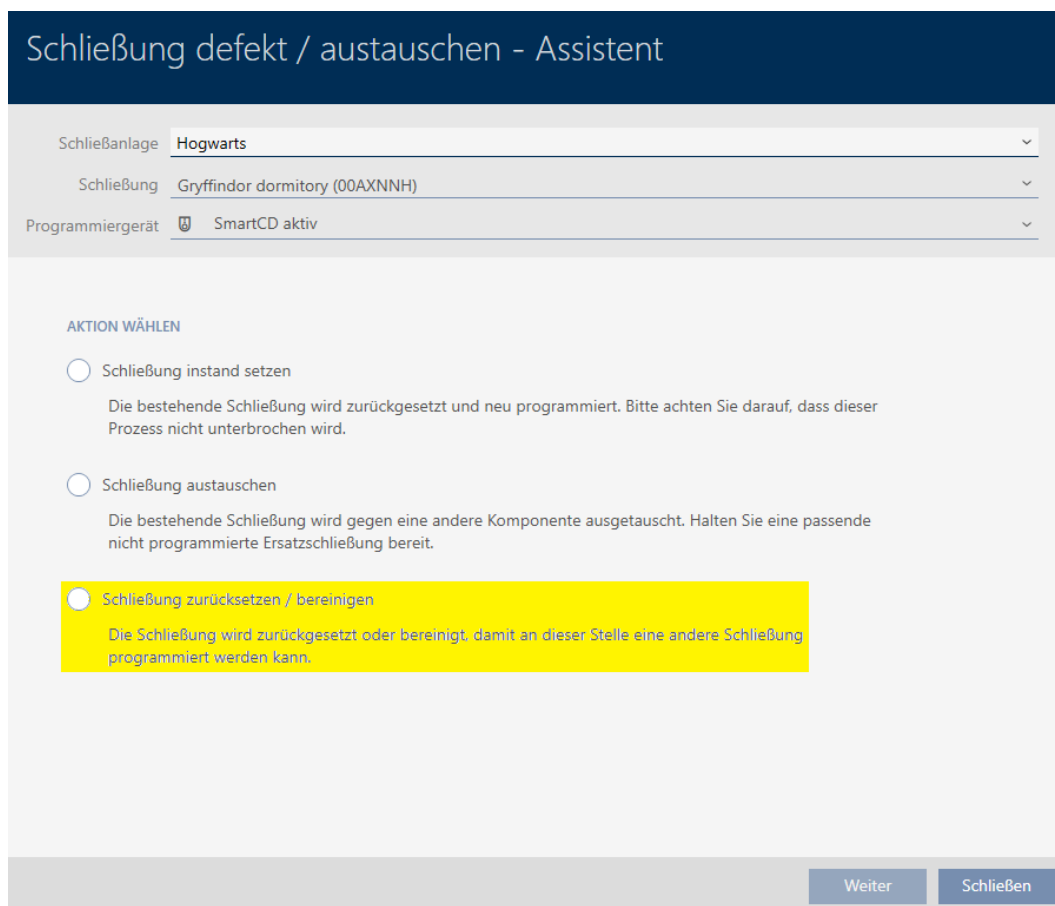 Schließung defekt / austauschen - Assistent
Schließanlage Hogwarts
Schließung Gryffindor dormitory (00AXNNH)
Programmiergerät SmartCD aktiv
AKTION WÄHLEN
Schließung instand setzen
Die bestehende Schließung wird zurückgesetzt und neu programmiert. Bitte achten Sie darauf, dass dieser
Prozess nicht unterbrochen wird.
Schließung austauschen
Die bestehende Schließung wird gegen eine andere Komponente ausgetauscht. Halten Sie eine passende
nicht programmierte Ersatzschließung bereit.
Schließung zurücksetzen / bereinigen
Die Schließung wird zurückgesetzt oder bereinigt, damit an dieser Stelle eine andere Schließung
programmiert werden kann.
Weiter Schließen